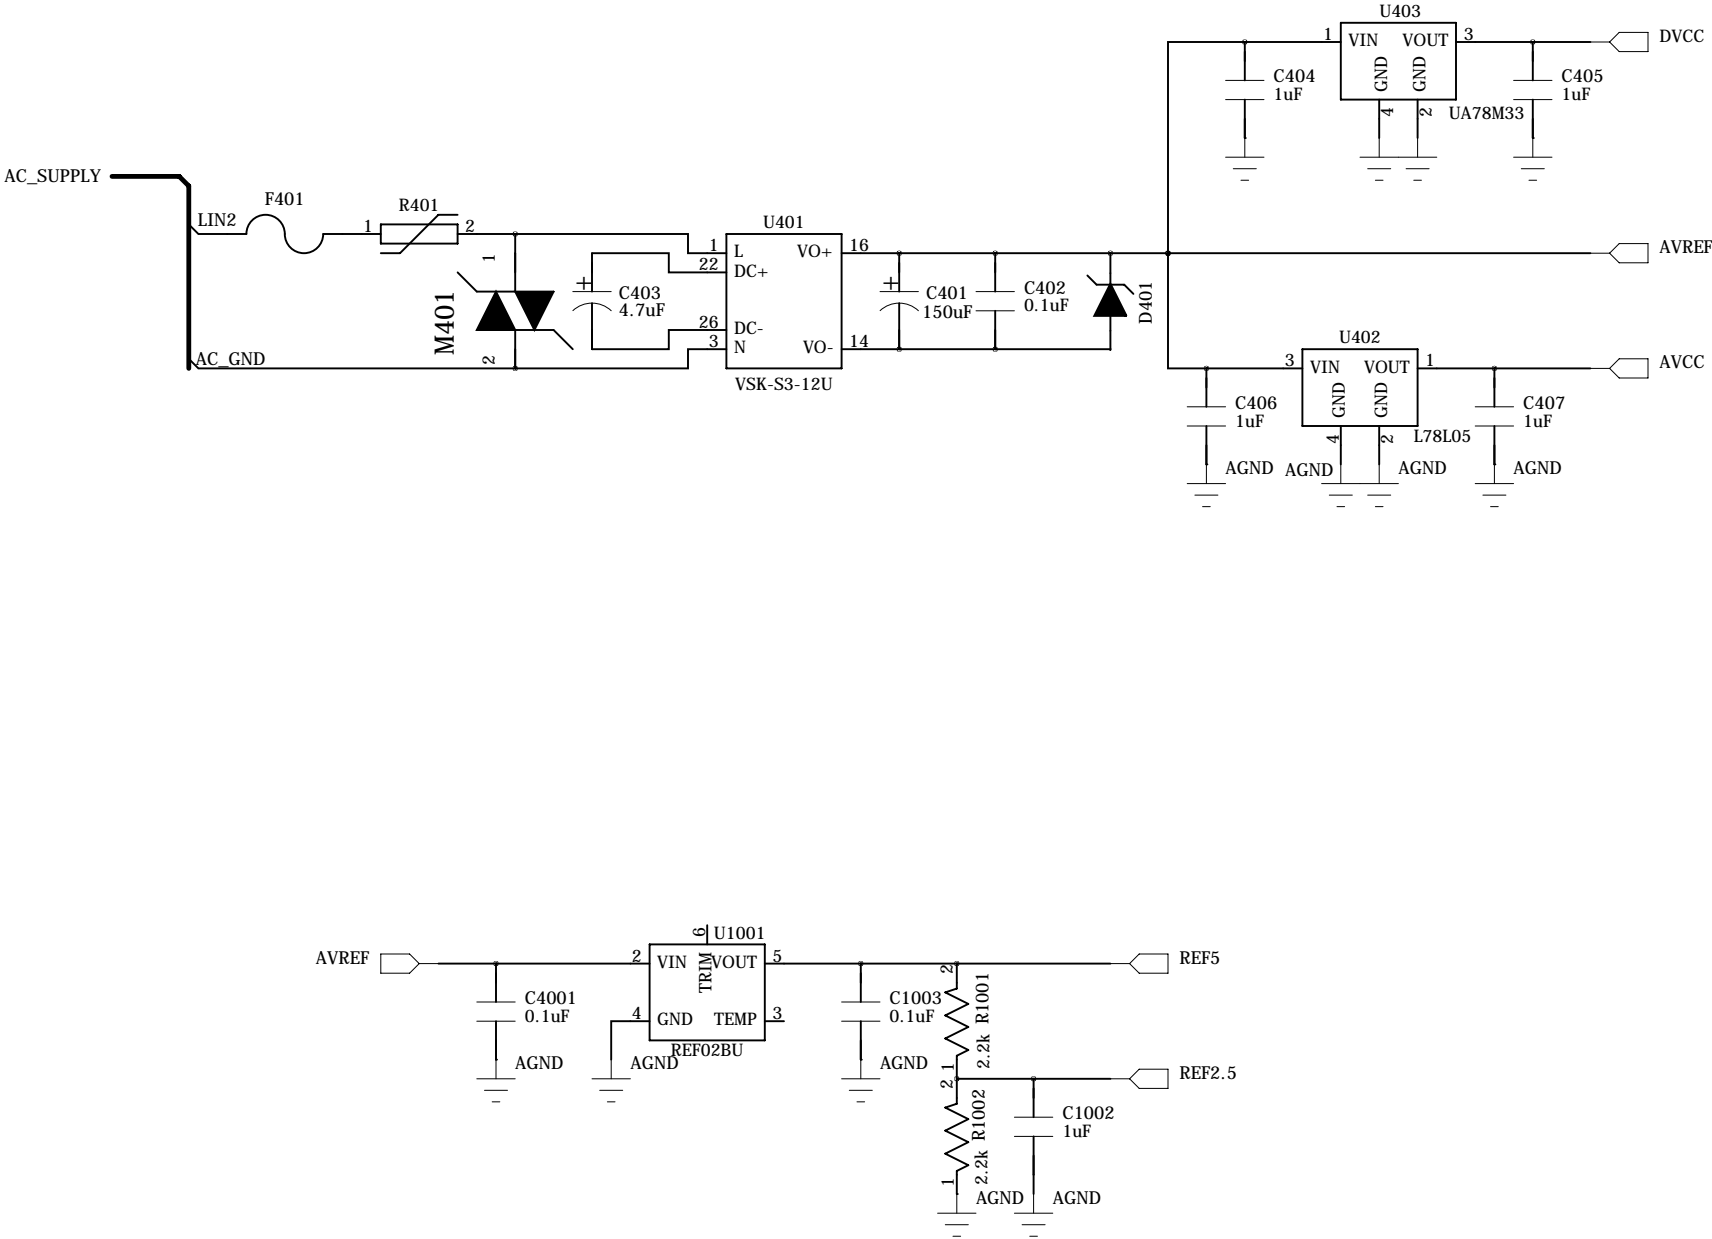 U403
1 VIN VOUT 3 DVCC
GND GND
C404
1uF
C405
1uF
4 2
UA78M33
AC_SUPPLY
F401
LIN2
R401
1 2
U401
1 L VO+ 16
22 DC+
26 DC-
3 N VO- 14
VSK-S3-12U
AVREF
1
M401
2
C403
4.7uF
C401
150uF
C402
0.1uF
D401
AC_GND
U402
3 VIN VOUT 1 AVCC
GND GND
C406
1uF
C407
1uF
4 2
L78L05
AGND AGND AGND AGND
AVREF
6 U1001
2 VIN TRIM VOUT 5
4 GND TEMP 3
REF02BU
C4001
0.1uF
AGND AGND
C1003
0.1uF
AGND
2
2.2k R1001
1
REF5
REF2.5
2
2.2k R1002
1
C1002
1uF
AGND AGND